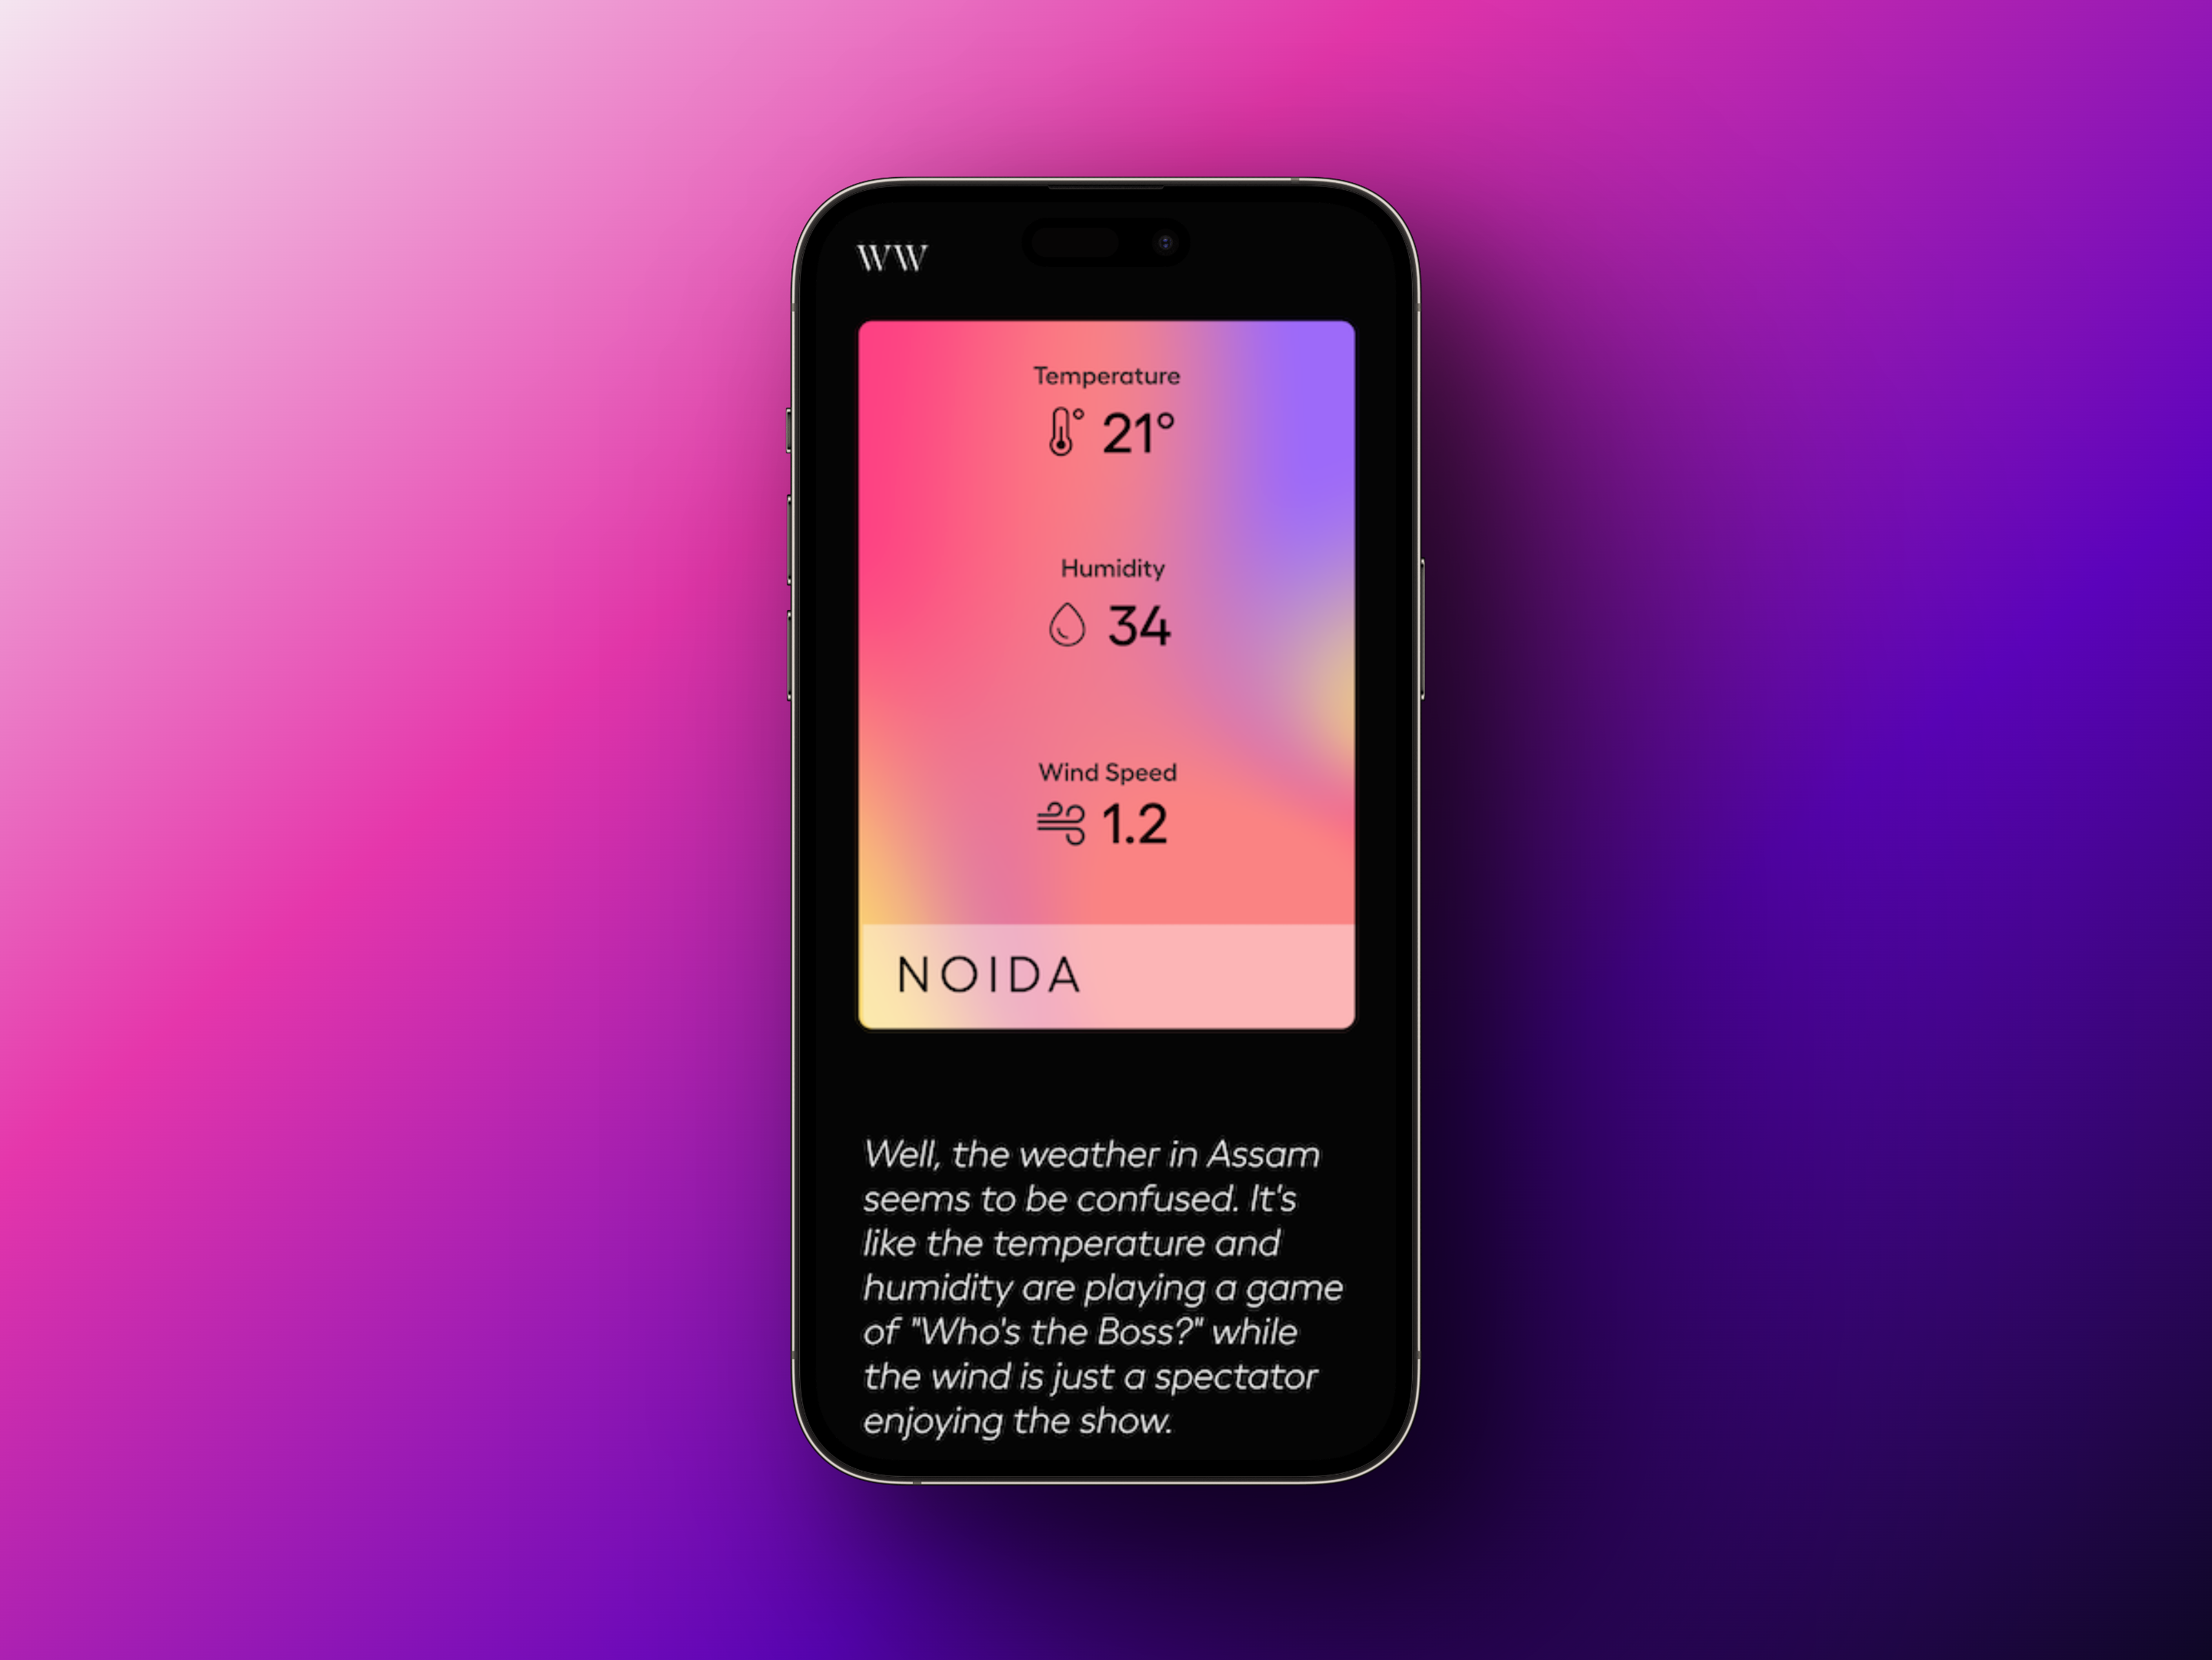 WW
Temperature
21°
Humidity
34
Wind Speed
1.2
NOIDA
Well, the weather in Assam
seems to be confused. It's
like the temperature and
humidity are playing a game
of "Who's the Boss?" while
the wind is just a spectator
enjoying the show.